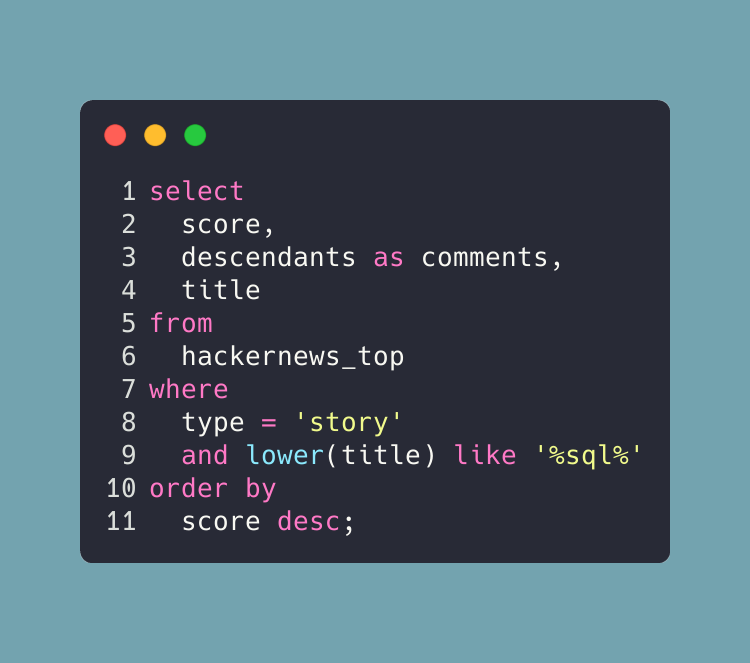 1 select
2   score,
3   descendants as comments,
4   title
5 from
6   hackernews_top
7 where
8   type = 'story'
9   and lower(title) like '%sql%'
10 order by
11   score desc;